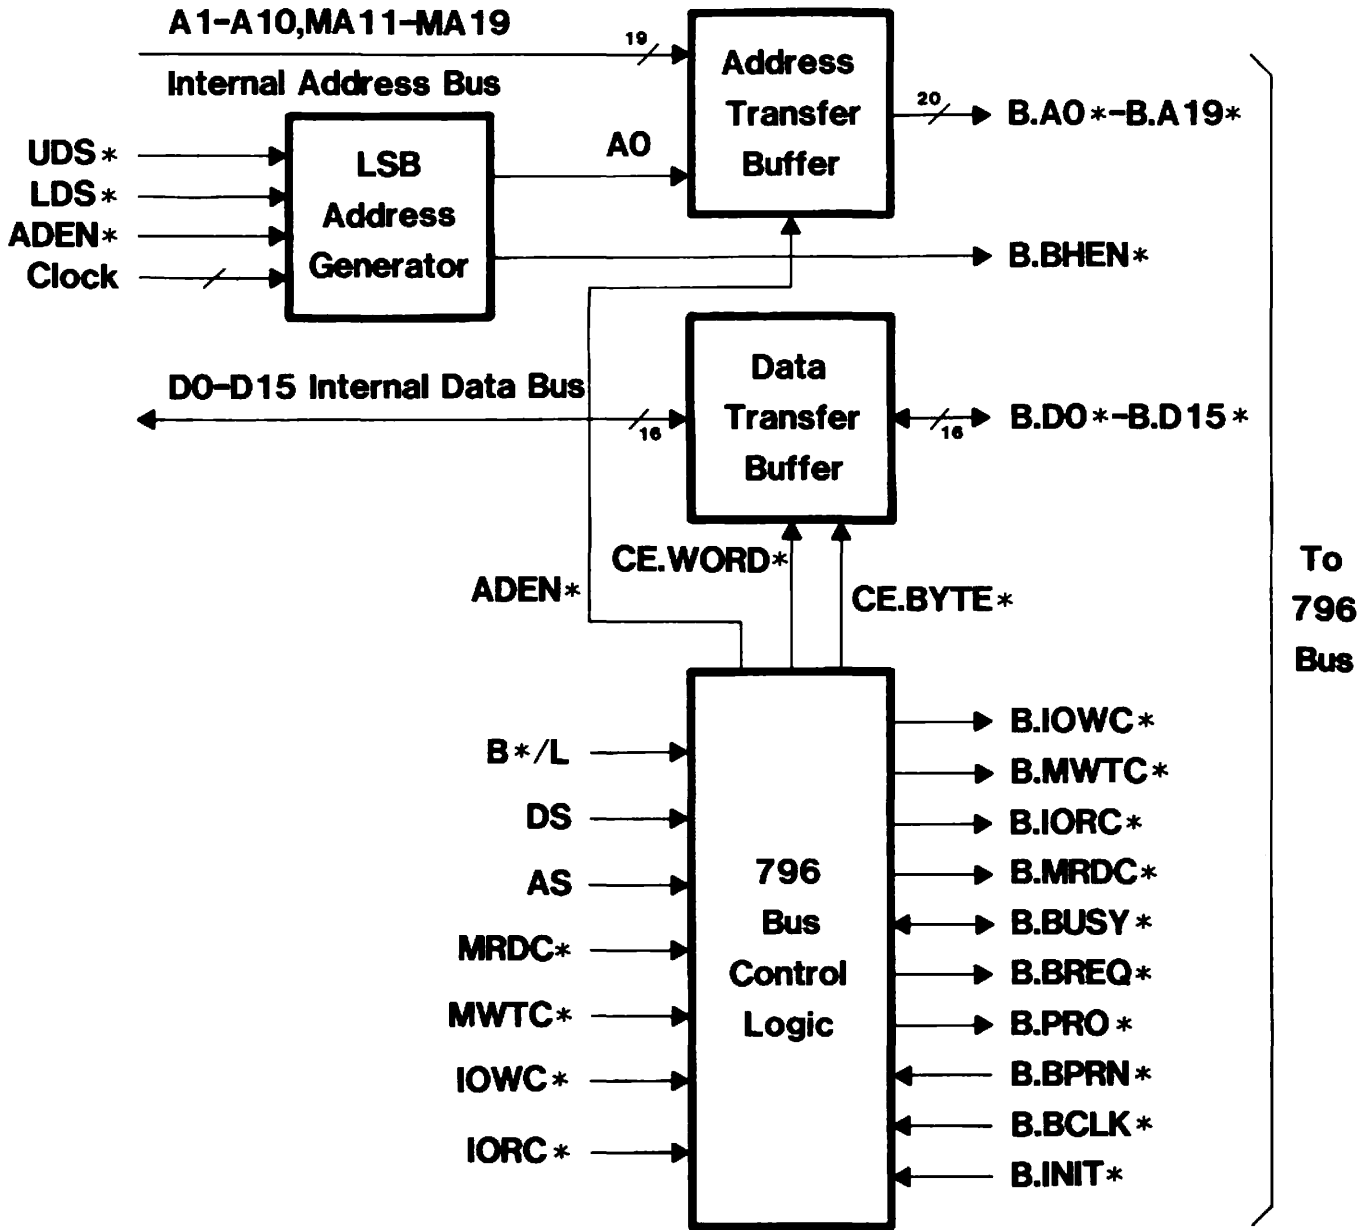 A1-A10,MA11-MA19
19
Internal Address Bus
Address
Transfer
Buffer
20
B.A0*-B.A19*
UDS*
LDS*
ADEN*
Clock
LSB
Address
Generator
A0
B.BHEN*
D0-D15 Internal Data Bus
16
Data
Transfer
Buffer
16
B.D0*-B.D15*
CE.WORD*
ADEN*
CE.BYTE*
To
796
Bus
B*/L
DS
AS
MRDC*
MWTC*
IOWC*
IORC*
796
Bus
Control
Logic
B.IOWC*
B.MWTC*
B.IORC*
B.MRDC*
B.BUSY*
B.BREQ*
B.PRO*
B.BPRN*
B.BCLK*
B.INIT*